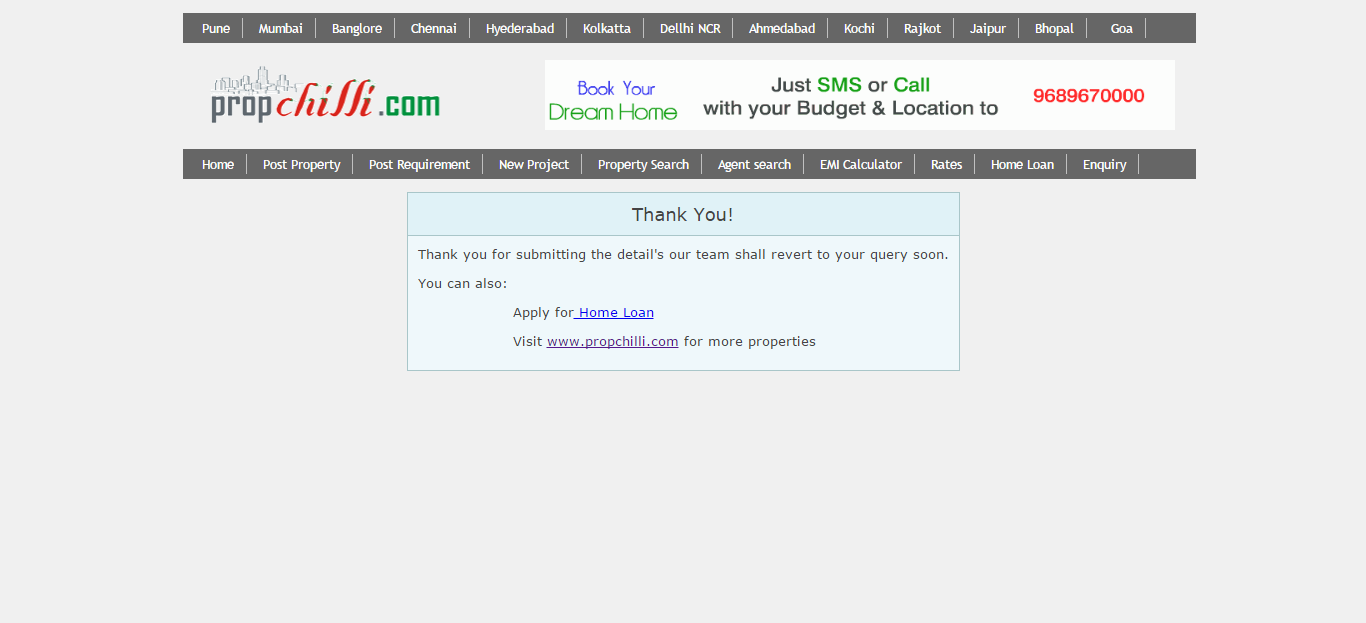 Pune Mumbai Banglore Chennai Hyederabad Kolkatta Dellhi NCR Ahmedabad Kochi Rajkot Jaipur Bhopal Goa
propchilli.com
Book Your
Dream Home
Just SMS or Call
with your Budget & Location to
9689670000
Home Post Property Post Requirement New Project Property Search Agent search EMI Calculator Rates Home Loan Enquiry
Thank You!
Thank you for submitting the detail's our team shall revert to your query soon.
You can also:
Apply for Home Loan
Visit www.propchilli.com for more properties